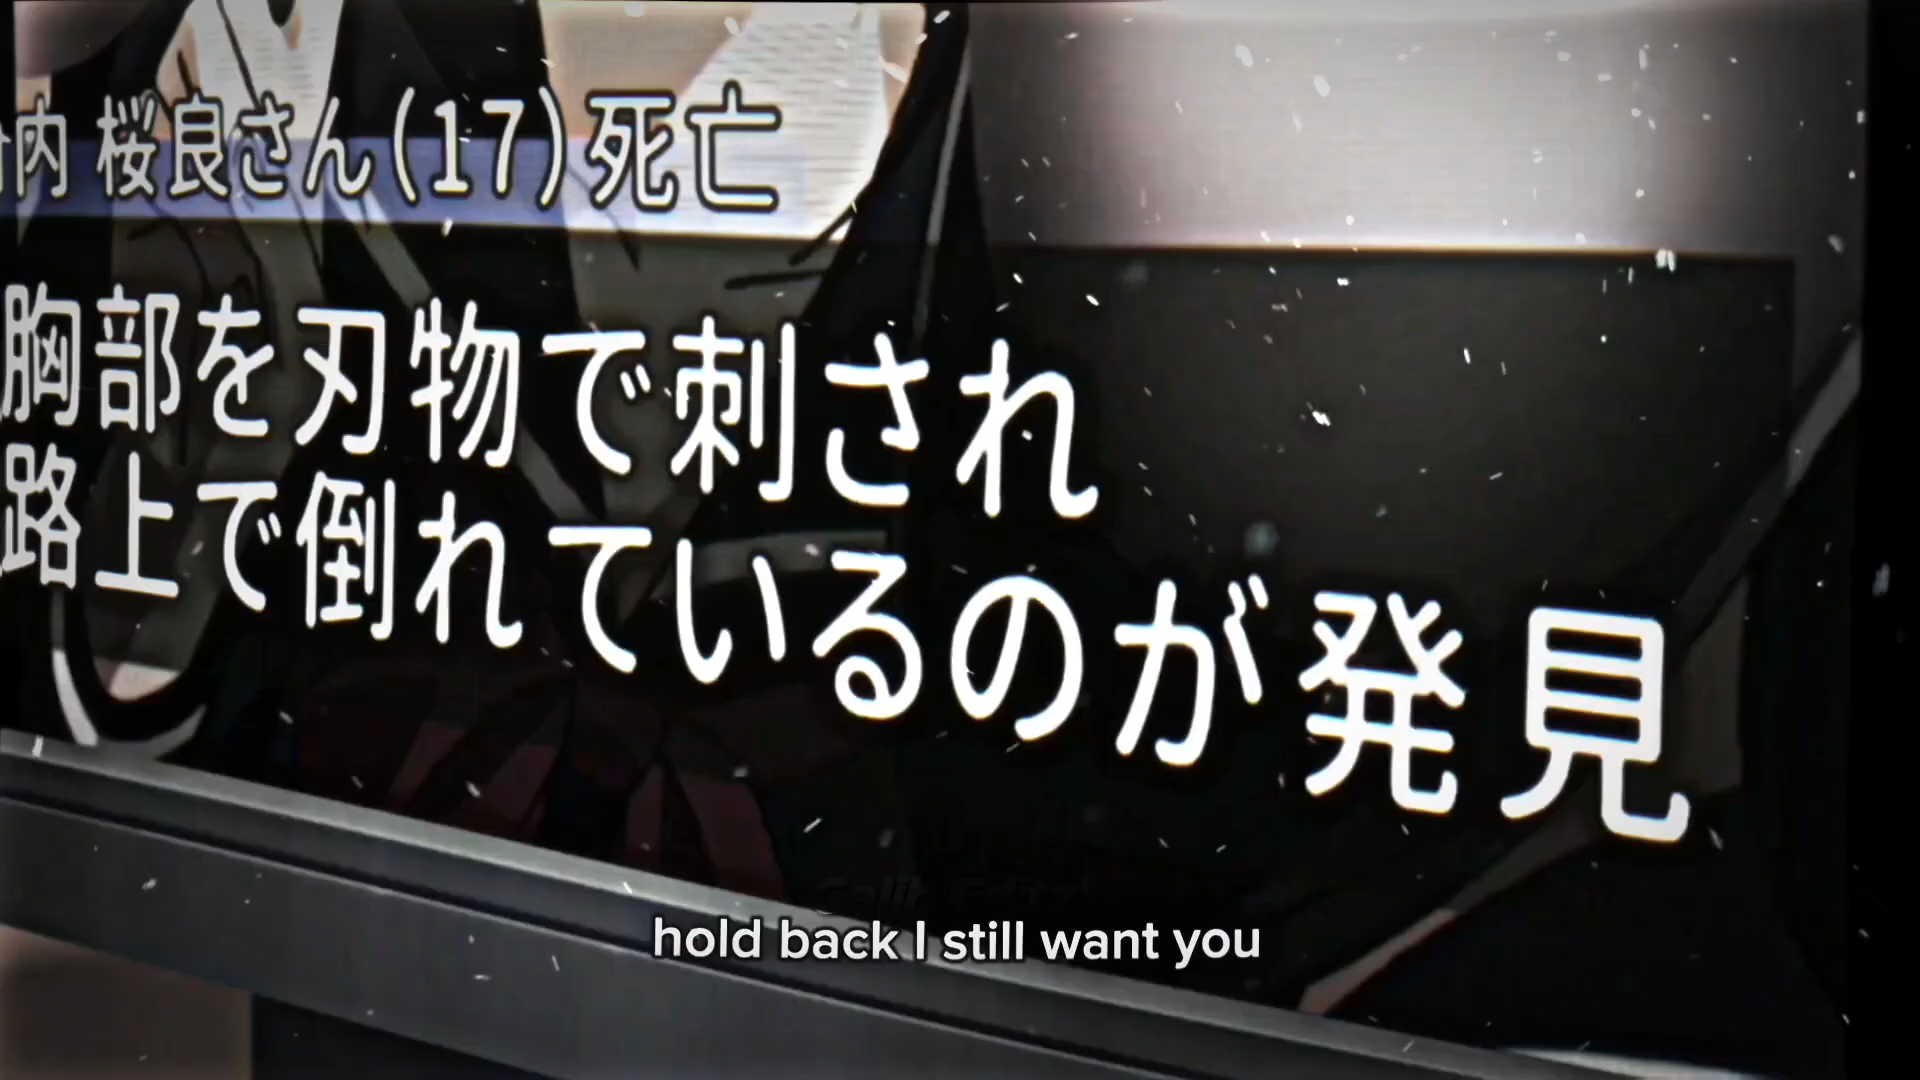 内 桜良さん(17)死亡
胸部を刃物で刺され
路上で倒れているのが発見
hold back I still want you